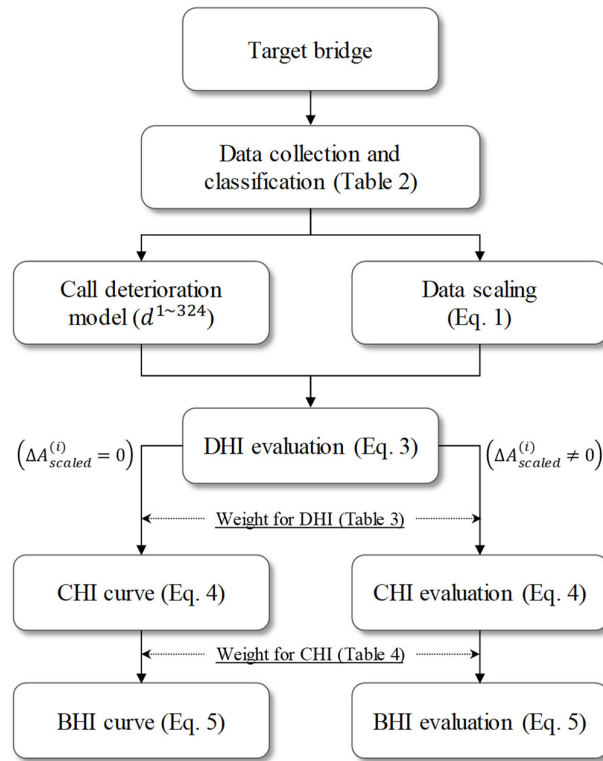 Target bridge
Data collection and
classification (Table 2)
Call deterioration
model (d^{1~324})
Data scaling
(Eq. 1)
DHI evaluation (Eq. 3)
(ΔA_{scaled}^{(i)} = 0)
(ΔA_{scaled}^{(i)} ≠ 0)
Weight for DHI (Table 3)
CHI curve (Eq. 4)
CHI evaluation (Eq. 4)
Weight for CHI (Table 4)
BHI curve (Eq. 5)
BHI evaluation (Eq. 5)